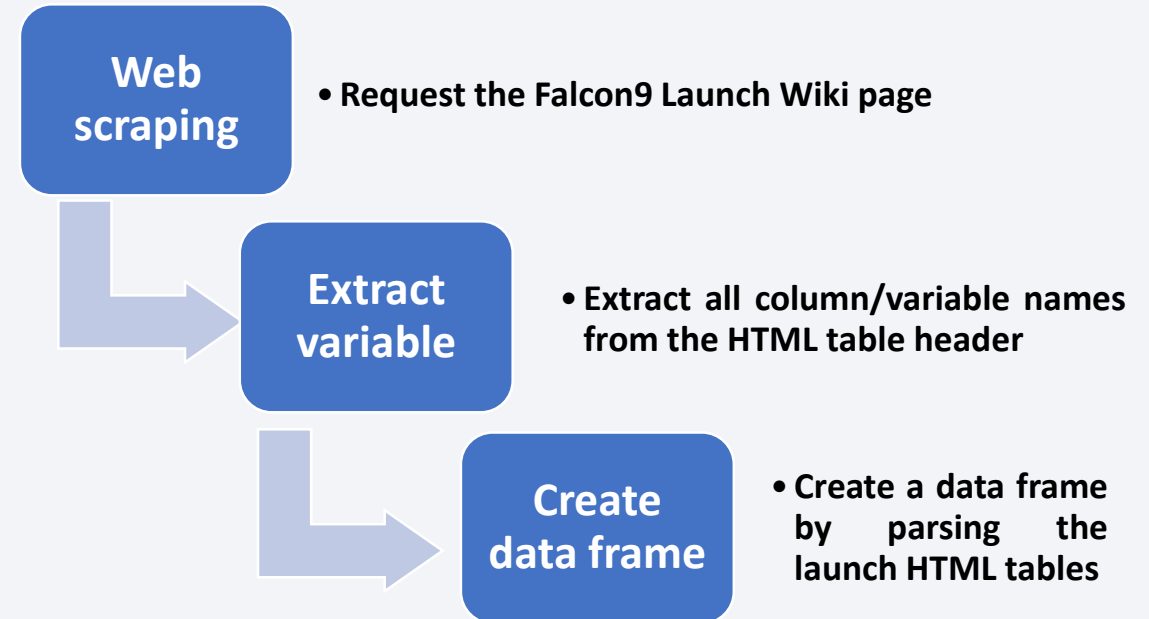 Web
scraping
• Request the Falcon9 Launch Wiki page
Extract
variable
• Extract all column/variable names
from the HTML table header
Create
data frame
• Create a data frame
by parsing the
launch HTML tables